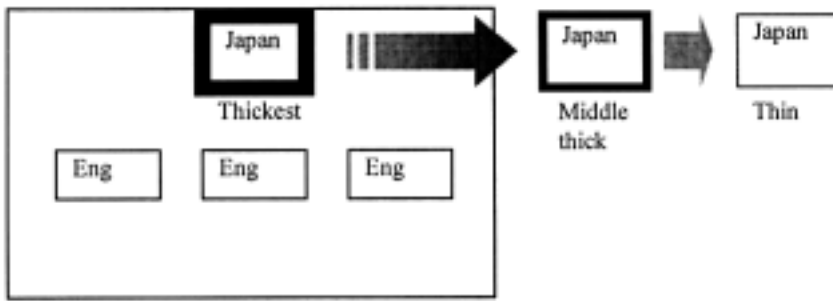 Japan
Japan
Japan
Thickest
Middle
thick
Thin
Eng
Eng
Eng